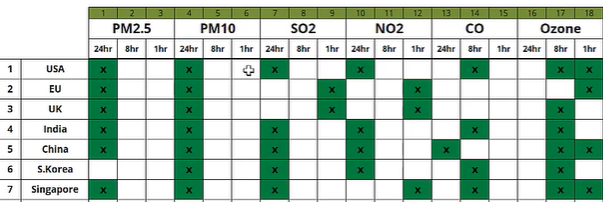 1 2 3 4 5 6 7 8 9 10 11 12 13 14 15 16 17 18
PM2.5 PM10 SO2 NO2 CO Ozone
24hr 8hr 1hr 24hr 8hr 1hr 24hr 8hr 1hr 24hr 8hr 1hr 24hr 8hr 1hr 24hr 8hr 1hr
1 USA x x x x x x x
2 EU x x x x x
3 UK x x x x x
4 India x x x x x x
5 China x x x x x x x
6 S.Korea x x x x x
7 Singapore x x x x x x x